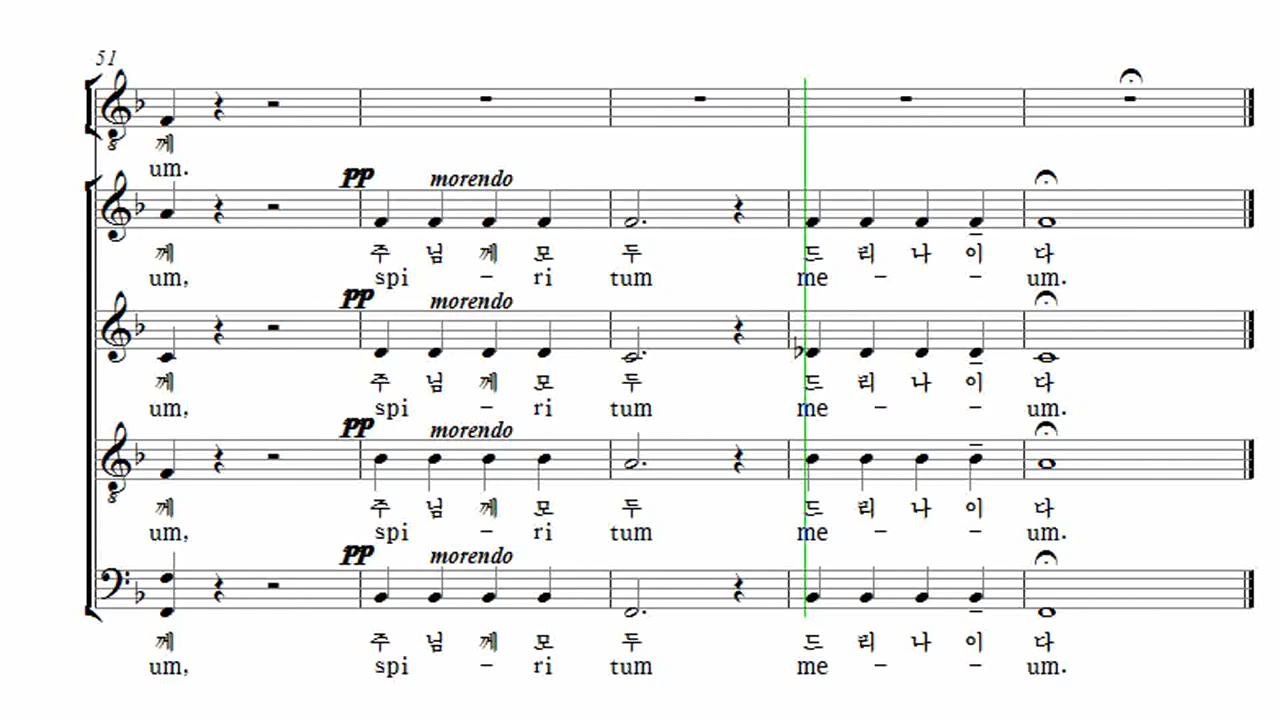 51
께
um.
pp morendo
께 주 님 께 모 두 드 리 나 이 다
um, spi - ri tum me - - um.
pp morendo
께 주 님 께 모 두 드 리 나 이 다
um, spi - ri tum me - - um.
pp morendo
께 주 님 께 모 두 드 리 나 이 다
um, spi - ri tum me - - um.
pp morendo
께 주 님 께 모 두 드 리 나 이 다
um, spi - ri tum me - - um.